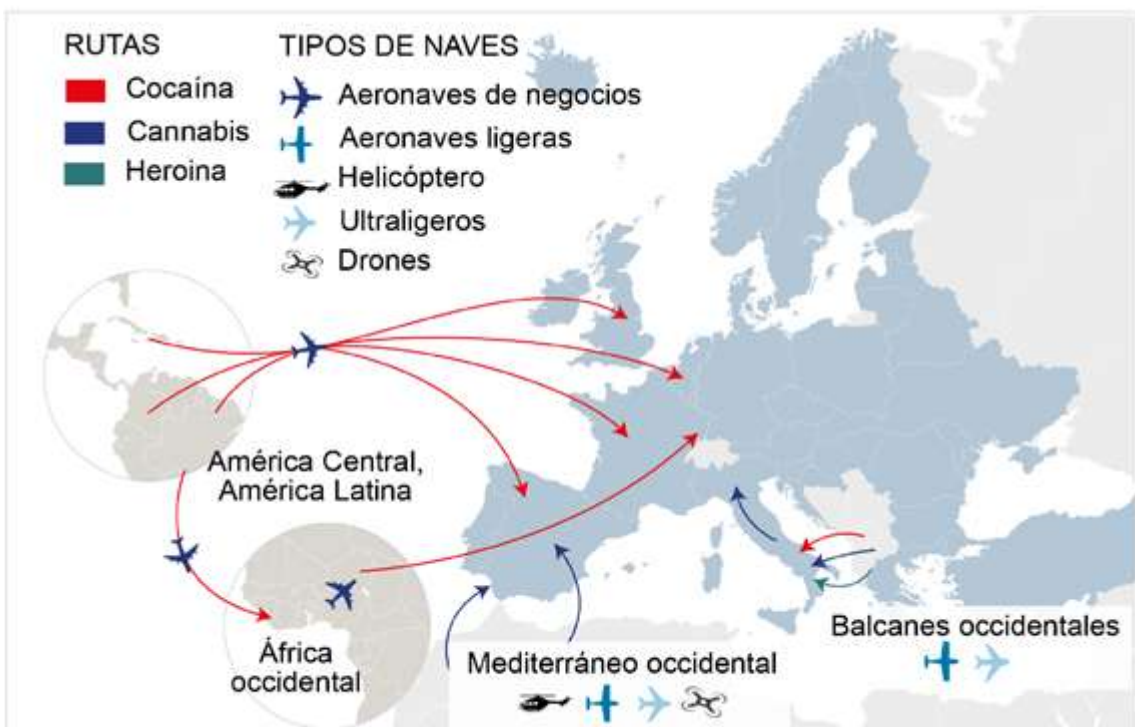 RUTAS
Cocaína
Cannabis
Heroina
TIPOS DE NAVES
Aeronaves de negocios
Aeronaves ligeras
Helicóptero
Ultraligeros
Drones
América Central,
América Latina
África
occidental
Mediterráneo occidental
Balcanes occidentales